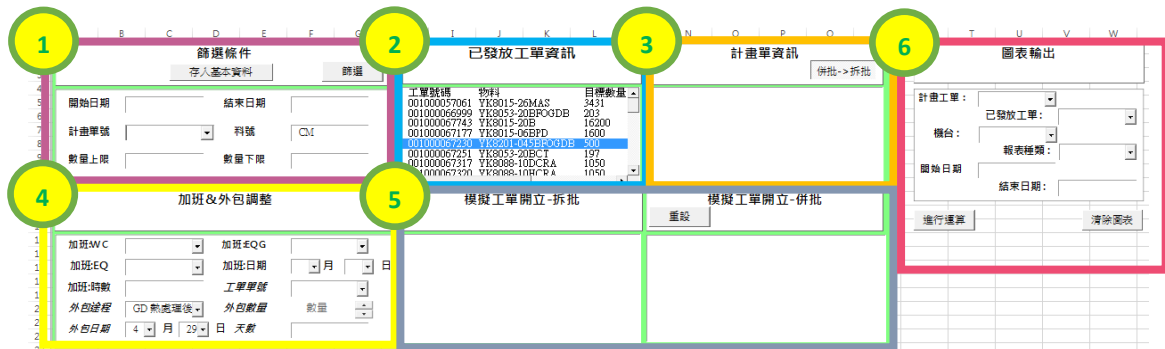 B C D E F G I J K L N O P Q T U V W
1 2 3 6
篩選條件 已發放工單資訊 計畫單資訊 圖表輸出
存入基本資料 篩選 併批->拆批
開始日期 結束日期
計畫單號 料號 CM
數量上限 數量下限
工單號碼 物料 目標數量
001000057061 YK8015-26MAS 3431
001000066999 YK8053-20BFOGDB 203
001000067743 YK8015-20B 16200
001000067177 YK8015-06BPD 1600
001000067230 YK8201-045BFOGDB 500
001000067251 YK8053-20BCT 197
001000067317 YK8088-10DCRA 1050
001000067320 YK8088-10HCRA 1050
計畫工單：
已發放工單：
機台：
報表種類：
開始日期
結束日期：
進行運算 清除圖表
4 5
加班&外包調整 模擬工單開立-拆批 模擬工單開立-併批
重設
加班:WC 加班:EQG
加班:EQ 加班:日期 月 日
加班:時數 工單單號
外包途程 GD 熱處理後 外包數量 數量
外包日期 4 月 29 日 天數